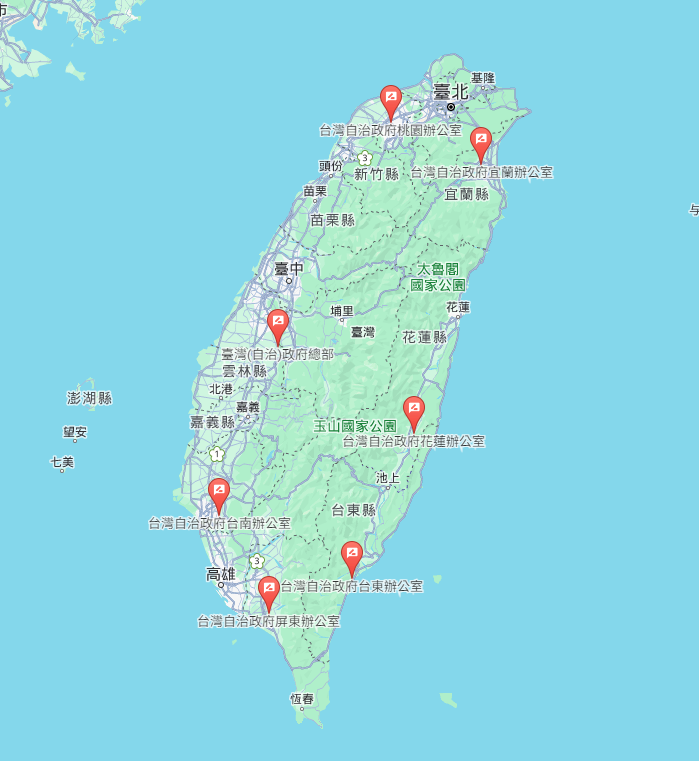 市
基隆
臺北
台灣自治政府桃園辦公室
3
頭份
新竹縣
台灣自治政府宜蘭辦公室
苗栗
宜蘭縣
与
苗栗縣
臺中
太魯閣
國家公園
埔里
花蓮
臺灣
花蓮縣
臺灣(自治)政府總部
雲林縣
北港
澎湖縣
嘉義
嘉義縣
玉山國家公園
望安
台灣自治政府花蓮辦公室
1
七美
池上
台東縣
台灣自治政府台南辦公室
3
高雄
台灣自治政府台東辦公室
台灣自治政府屏東辦公室
恆春